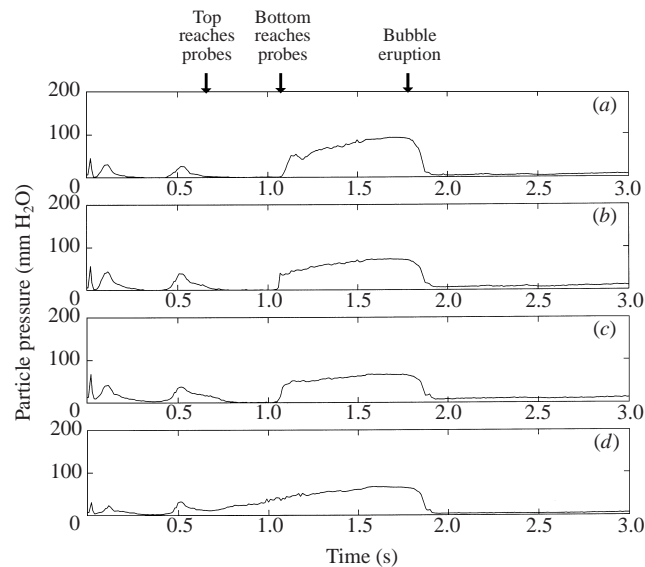 Top reaches probes
Bottom reaches probes
Bubble eruption
200
100
0
(a)
0.5 1.0 1.5 2.0 2.5 3.0
200
100
0
(b)
0.5 1.0 1.5 2.0 2.5 3.0
200
100
0
(c)
0.5 1.0 1.5 2.0 2.5 3.0
200
100
0
(d)
0.5 1.0 1.5 2.0 2.5 3.0
Particle pressure (mm H₂O)
Time (s)